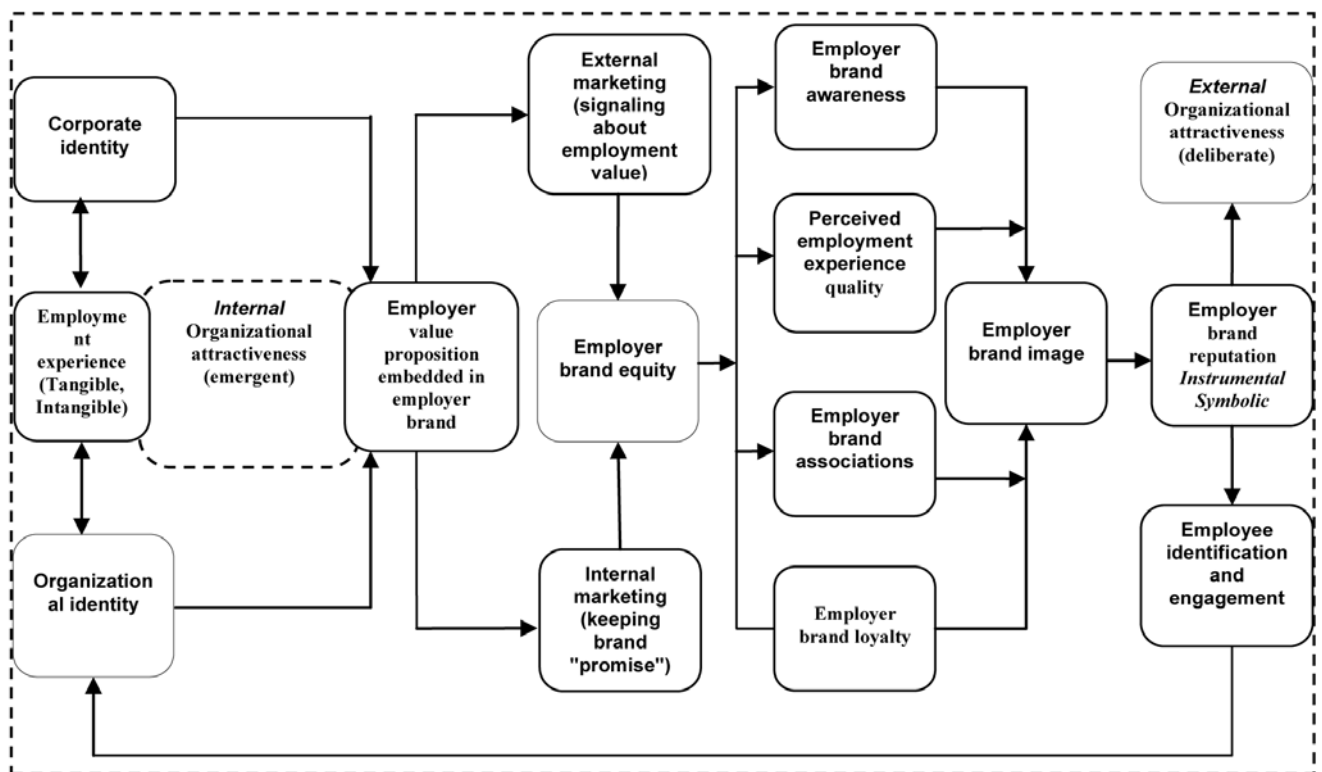 Corporate
identity
Employme
nt
experience
(Tangible,
Intangible)
Organization
al identity
Internal
Organizational
attractiveness
(emergent)
Employer
value
proposition
embedded in
employer
brand
External
marketing
(signaling
about
employment
value)
Employer
brand equity
Internal
marketing
(keeping
brand
"promise")
Employer
brand
awareness
Perceived
employment
experience
quality
Employer
brand
associations
Employer
brand loyalty
Employer
brand image
External
Organizational
attractiveness
(deliberate)
Employer
brand
reputation
Instrumental
Symbolic
Employee
identification
and
engagement